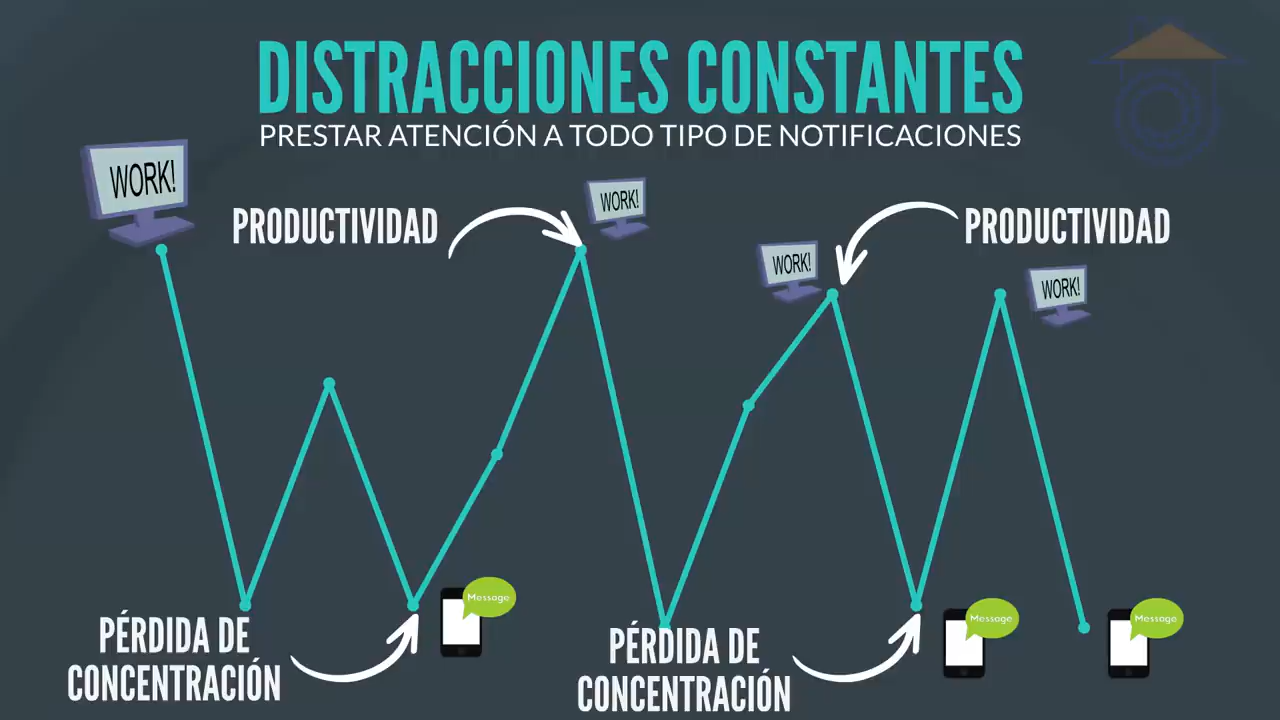 DISTRACCIONES CONSTANTES
PRESTAR ATENCIÓN A TODO TIPO DE NOTIFICACIONES
WORK!
PRODUCTIVIDAD
WORK!
WORK!
PRODUCTIVIDAD
WORK!
Message
PÉRDIDA DE
CONCENTRACIÓN
PÉRDIDA DE
CONCENTRACIÓN
Message
Message